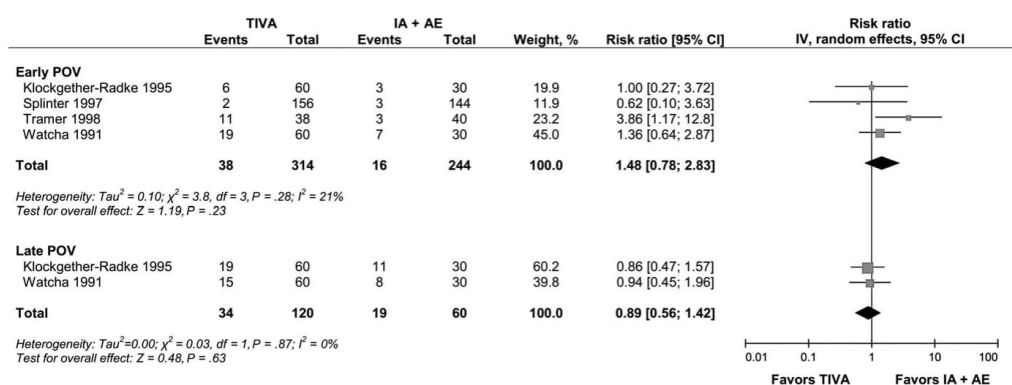 TIVA IA + AE Risk ratio
Events Total Events Total Weight, % Risk ratio [95% CI] IV, random effects, 95% CI
Early POV
Klockgether-Radke 1995 6 60 3 30 19.9 1.00 [0.27; 3.72]
Splinter 1997 2 156 3 144 11.9 0.62 [0.10; 3.63]
Tramer 1998 11 38 3 40 23.2 3.86 [1.17; 12.8]
Watcha 1991 19 60 7 30 45.0 1.36 [0.64; 2.87]
Total 38 314 16 244 100.0 1.48 [0.78; 2.83]
Heterogeneity: Tau² = 0.10; χ² = 3.8, df = 3, P = .28; I² = 21%
Test for overall effect: Z = 1.19, P = .23
Late POV
Klockgether-Radke 1995 19 60 11 30 60.2 0.86 [0.47; 1.57]
Watcha 1991 15 60 8 30 39.8 0.94 [0.45; 1.96]
Total 34 120 19 60 100.0 0.89 [0.56; 1.42]
Heterogeneity: Tau²=0.00; χ² = 0.03, df = 1, P = .87; I² = 0%
Test for overall effect: Z = 0.48, P = .63
0.01 0.1 1 10 100
Favors TIVA Favors IA + AE